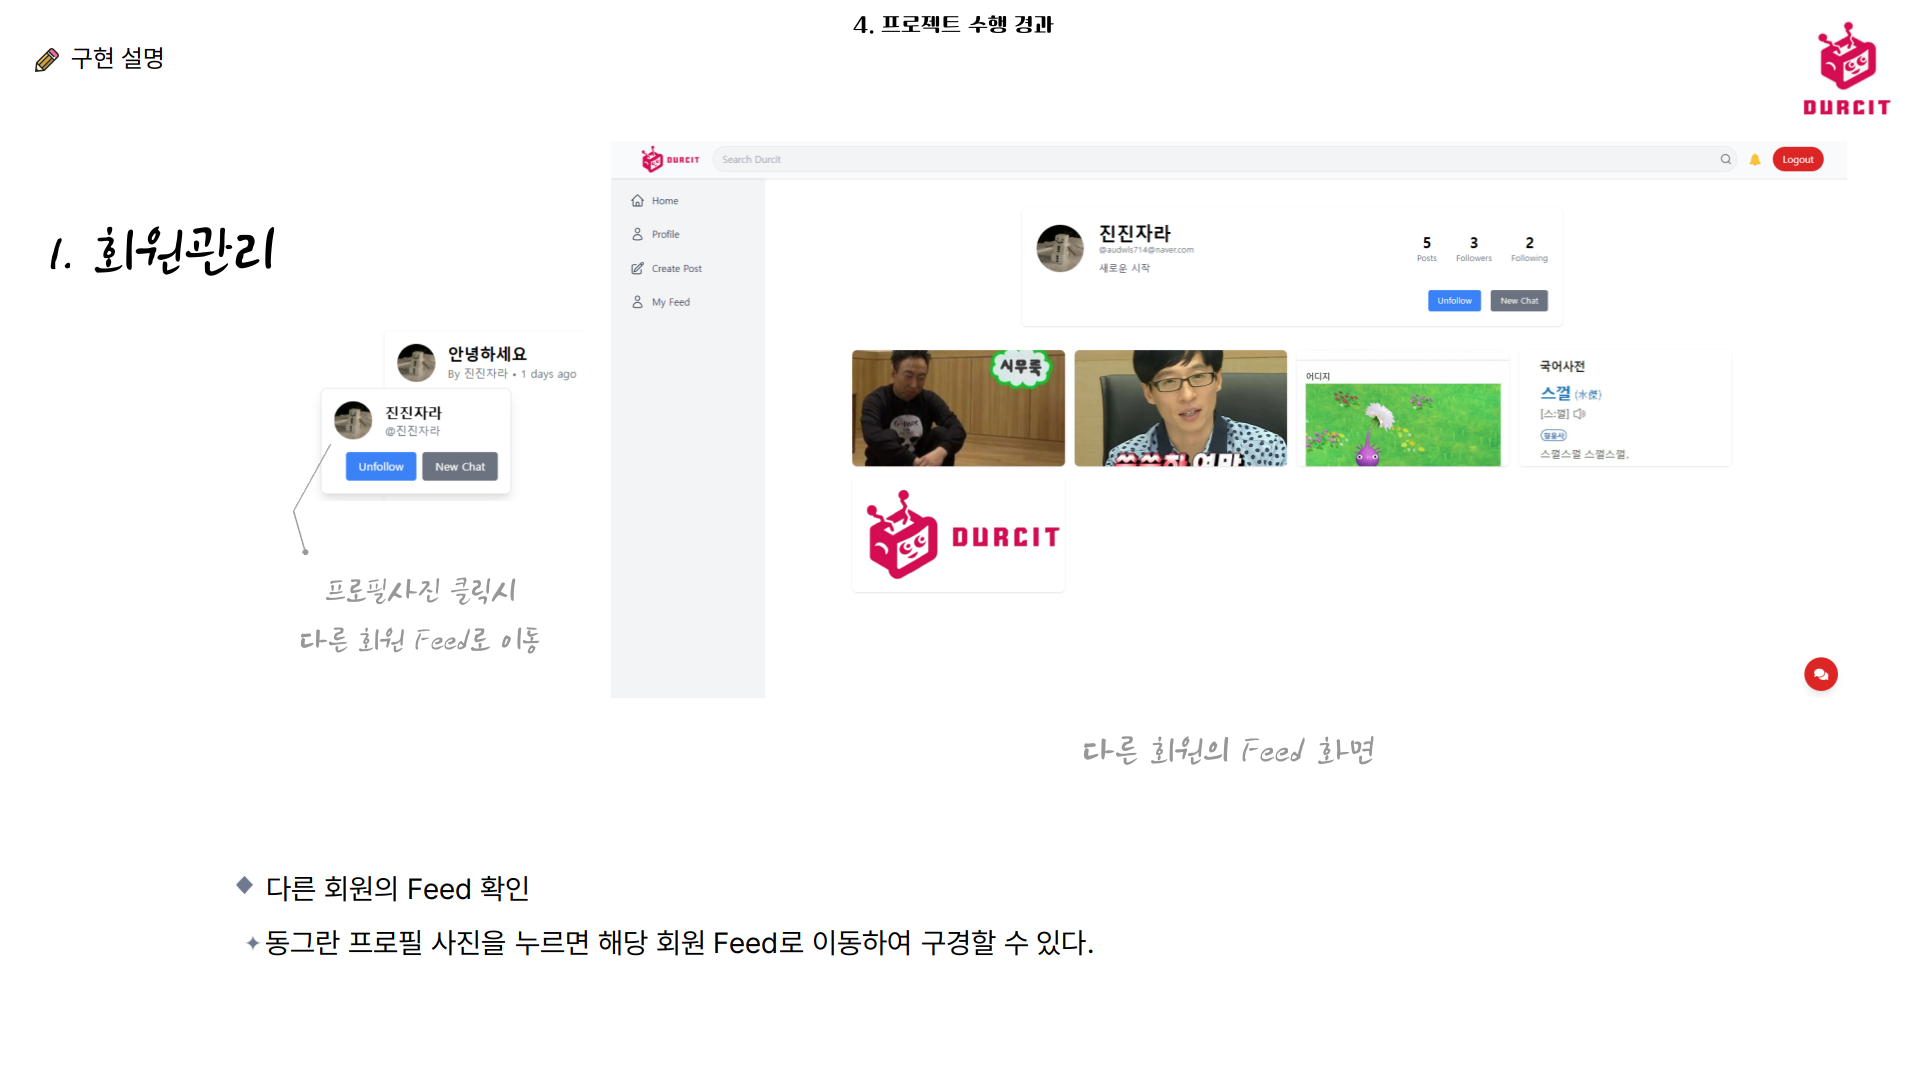 4. 프로젝트 수행 경과
구현 설명
DURCIT
1. 회원관리
안녕하세요
By 진진자라 • 1 days ago
진진자라
@진진자라
Unfollow
New Chat
프로필사진 클릭시
다른 회원 Feed로 이동
DURCIT
Search Durcit
Logout
Home
Profile
Create Post
My Feed
진진자라
@audwls714@naver.com
새로운 시작
5 3 2
Posts Followers Following
Unfollow
New Chat
시무룩
어디지
국어사전
스껄 (水傑)
[스:껄]
스껄스껄 스껄스껄.
DURCIT
다른 회원의 Feed 화면
다른 회원의 Feed 확인
동그란 프로필 사진을 누르면 해당 회원 Feed로 이동하여 구경할 수 있다.